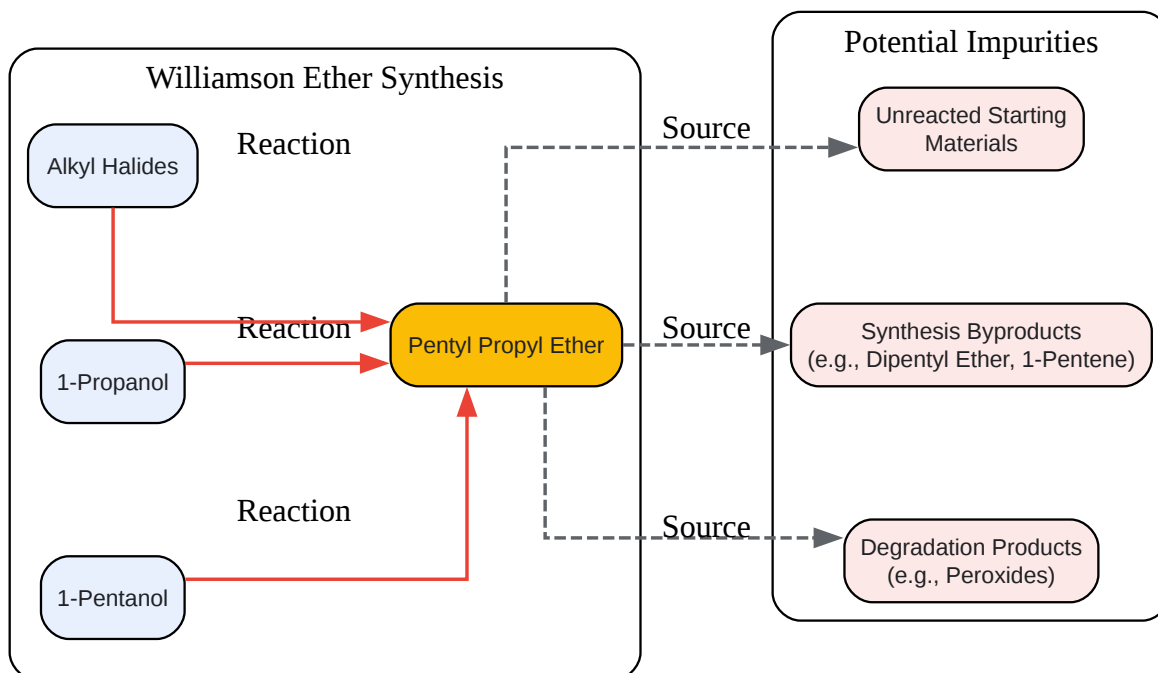 Williamson Ether Synthesis
Alkyl Halides
Reaction
1-Propanol
Reaction
1-Pentanol
Reaction
Pentyl Propyl Ether
Source
Source
Source
Potential Impurities
Unreacted Starting
Materials
Synthesis Byproducts
(e.g., Dipentyl Ether, 1-Pentene)
Degradation Products
(e.g., Peroxides)